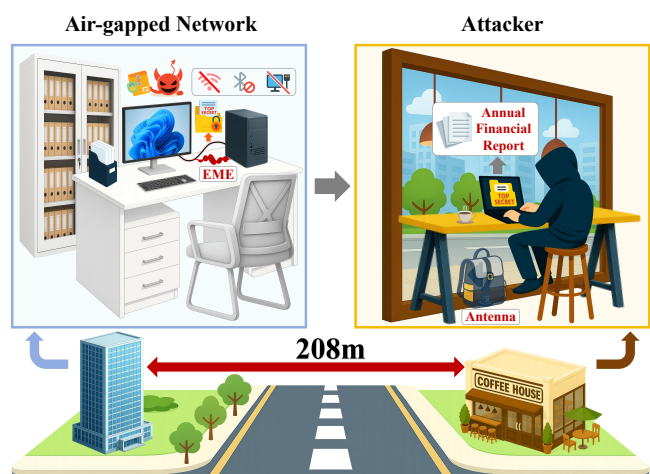 Air-gapped Network
Attacker
TOP
SECRET
EME
Annual
Financial
Report
TOP
SECRET
Antenna
208m
COFFEE HOUSE